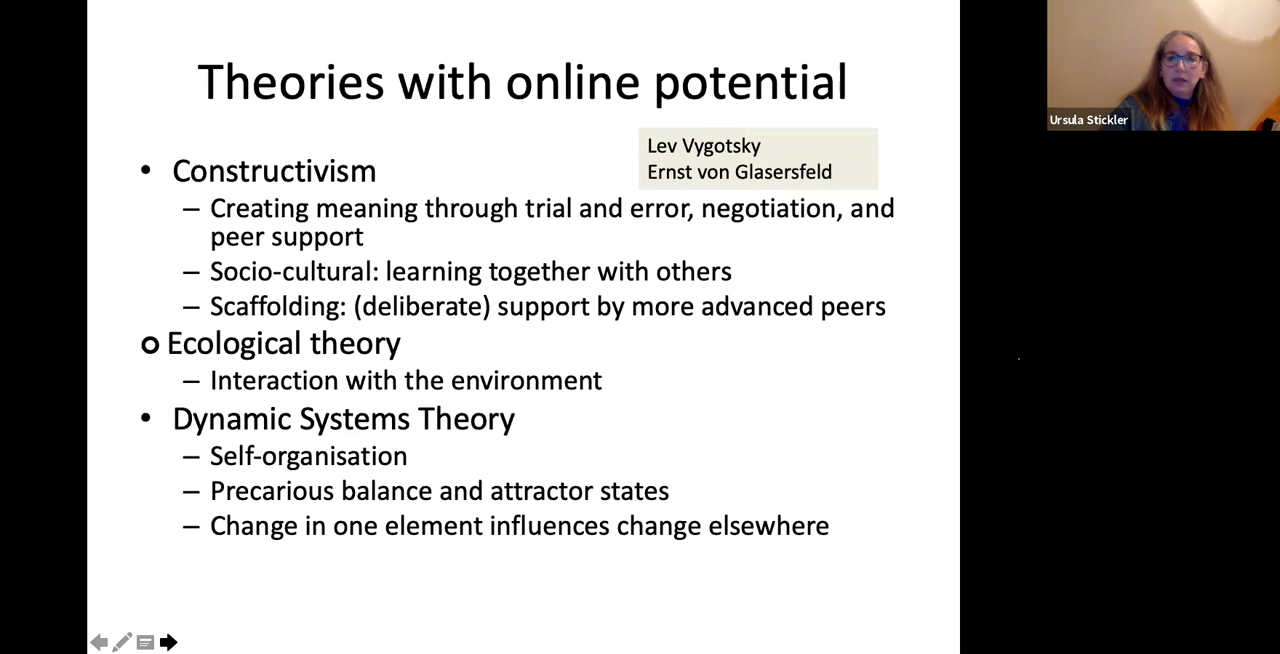 Theories with online potential
Lev Vygotsky
Ernst von Glasersfeld
• Constructivism
– Creating meaning through trial and error, negotiation, and
peer support
– Socio-cultural: learning together with others
– Scaffolding: (deliberate) support by more advanced peers
o Ecological theory
– Interaction with the environment
• Dynamic Systems Theory
– Self-organisation
– Precarious balance and attractor states
– Change in one element influences change elsewhere
Ursula Stickler